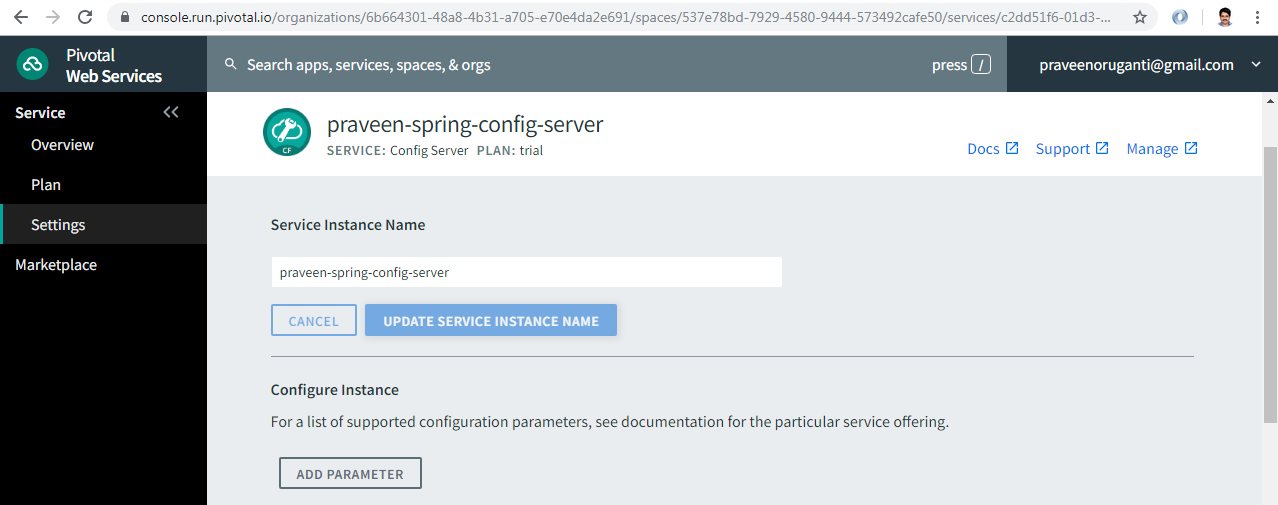 console.run.pivotal.io/organizations/6b664301-48a8-4b31-a705-e70e4da2e691/spaces/537e78bd-7929-4580-9444-573492cafe50/services/c2dd51f6-01d3-...
Pivotal
Web Services
Search apps, services, spaces, & orgs
press /
praveenoruganti@gmail.com
Service
Overview
Plan
Settings
Marketplace
CF
praveen-spring-config-server
SERVICE: Config Server PLAN: trial
Docs
Support
Manage
Service Instance Name
praveen-spring-config-server
CANCEL
UPDATE SERVICE INSTANCE NAME
Configure Instance
For a list of supported configuration parameters, see documentation for the particular service offering.
ADD PARAMETER